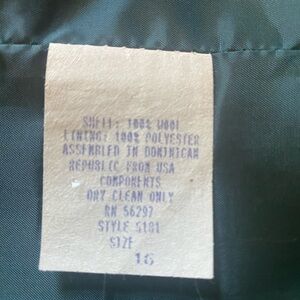 SHELL: 100% WOOL
LINING: 100% POLYESTER
ASSEMBLED IN DOMINICAN
REPUBLIC FROM USA
COMPONENTS
DRY CLEAN ONLY
RN 56297
STYLE 5181
SIZE
16